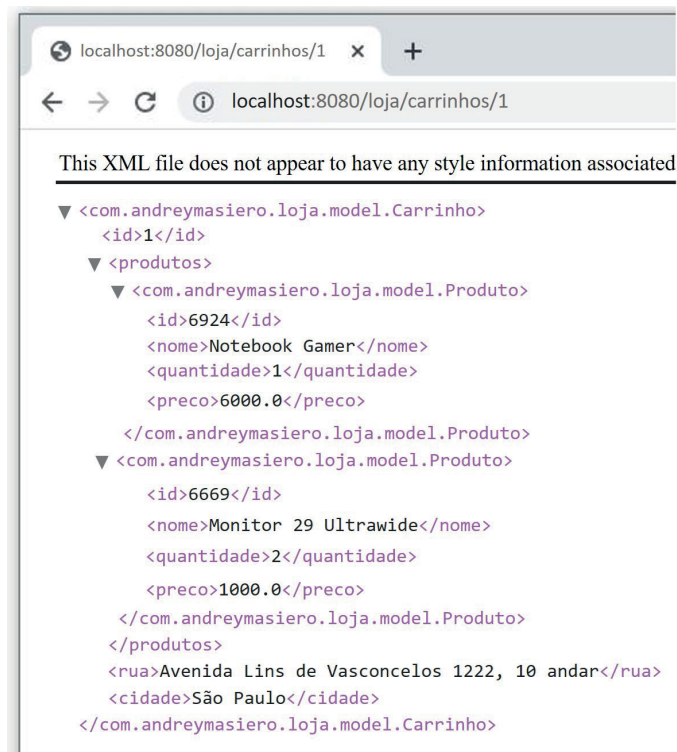 localhost:8080/loja/carrinhos/1
localhost:8080/loja/carrinhos/1
This XML file does not appear to have any style information associated
<com.andreymasiero.loja.model.Carrinho>
<id>1</id>
<produtos>
<com.andreymasiero.loja.model.Produto>
<id>6924</id>
<nome>Notebook Gamer</nome>
<quantidade>1</quantidade>
<preco>6000.0</preco>
</com.andreymasiero.loja.model.Produto>
<com.andreymasiero.loja.model.Produto>
<id>6669</id>
<nome>Monitor 29 Ultrawide</nome>
<quantidade>2</quantidade>
<preco>1000.0</preco>
</com.andreymasiero.loja.model.Produto>
</produtos>
<rua>Avenida Lins de Vasconcelos 1222, 10 andar</rua>
<cidade>São Paulo</cidade>
</com.andreymasiero.loja.model.Carrinho>